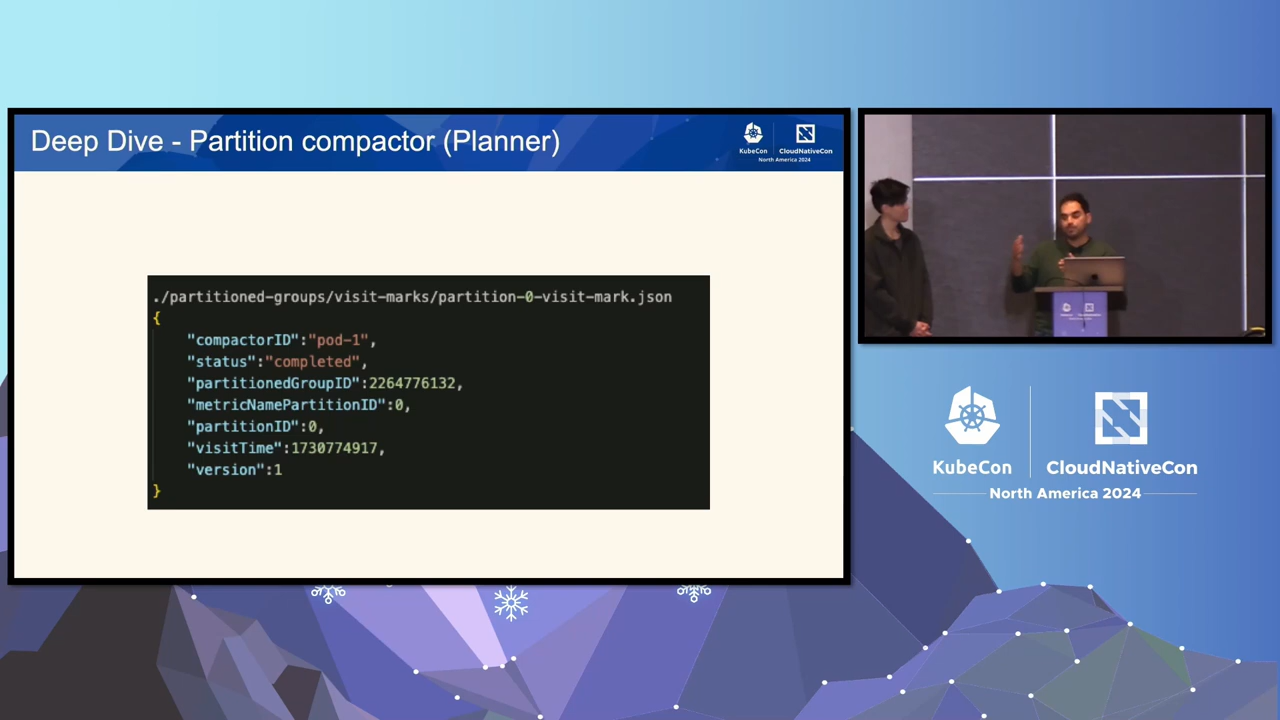 Deep Dive - Partition compactor (Planner)
KubeCon
CloudNativeCon
North America 2024
./partitioned-groups/visit-marks/partition-0-visit-mark.json
{
"compactorID":"pod-1",
"status":"completed",
"partitionedGroupID":2264776132,
"metricNamePartitionID":0,
"partitionID":0,
"visitTime":1730774917,
"version":1
}
KubeCon
CloudNativeCon
North America 2024